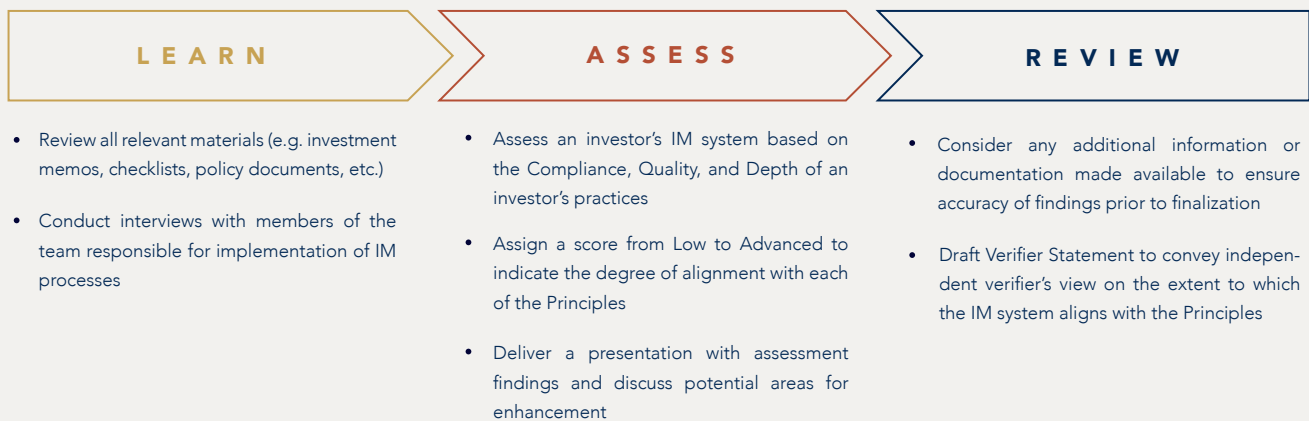 LEARN
• Review all relevant materials (e.g. investment
memos, checklists, policy documents, etc.)
• Conduct interviews with members of the
team responsible for implementation of IM
processes
ASSESS
• Assess an investor's IM system based on
the Compliance, Quality, and Depth of an
investor's practices
• Assign a score from Low to Advanced to
indicate the degree of alignment with each
of the Principles
• Deliver a presentation with assessment
findings and discuss potential areas for
enhancement
REVIEW
• Consider any additional information or
documentation made available to ensure
accuracy of findings prior to finalization
• Draft Verifier Statement to convey indepen-
dent verifier's view on the extent to which
the IM system aligns with the Principles